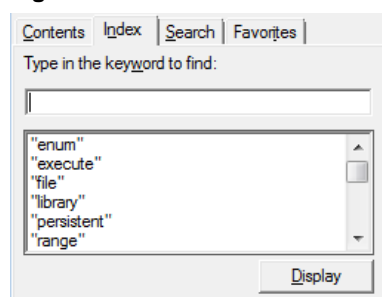 Contents Index Search Favorites
Type in the keyword to find:
"enum"
"execute"
"file"
"library"
"persistent"
"range"
Display